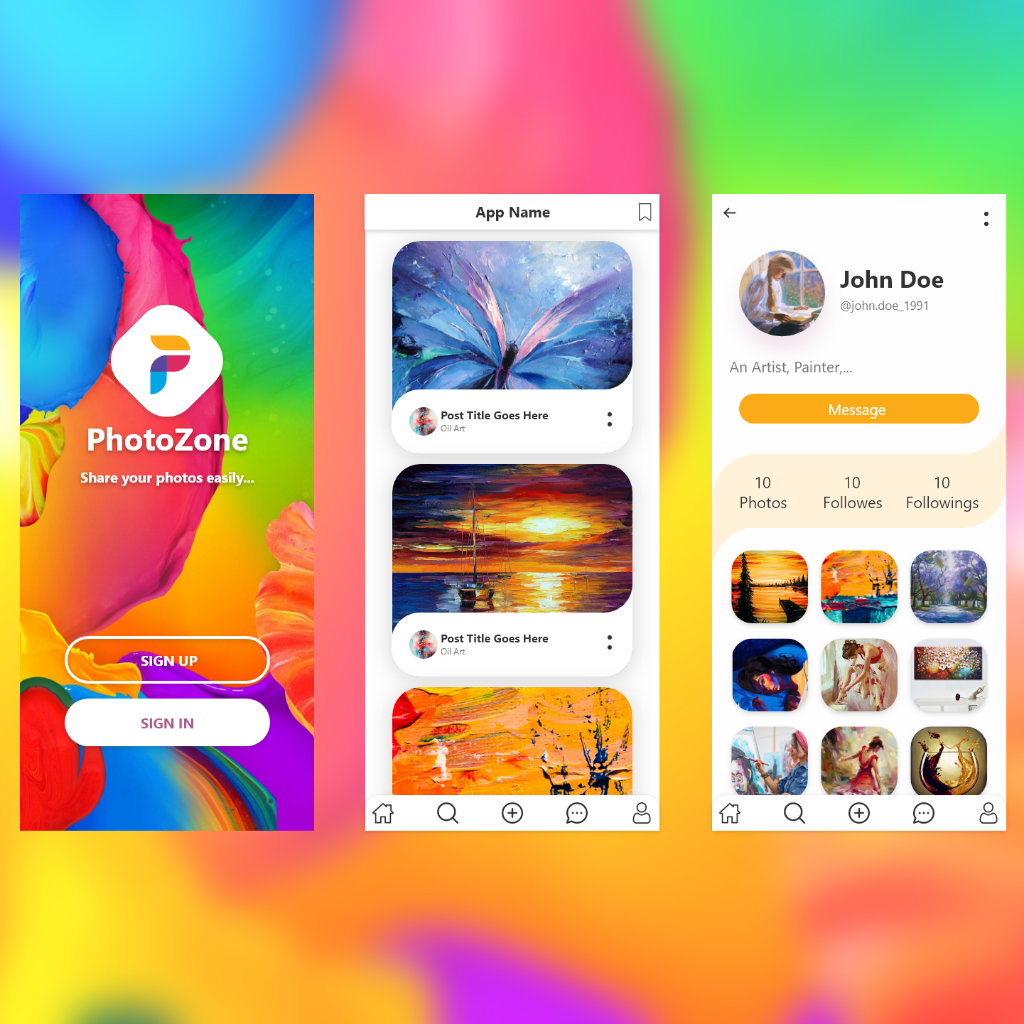 PhotoZone
Share your photos easily...
SIGN UP
SIGN IN
App Name
Post Title Goes Here
Oil Art
Post Title Goes Here
Oil Art
John Doe
@john.doe_1991
An Artist, Painter,...
Message
10 10 10
Photos Followes Followings